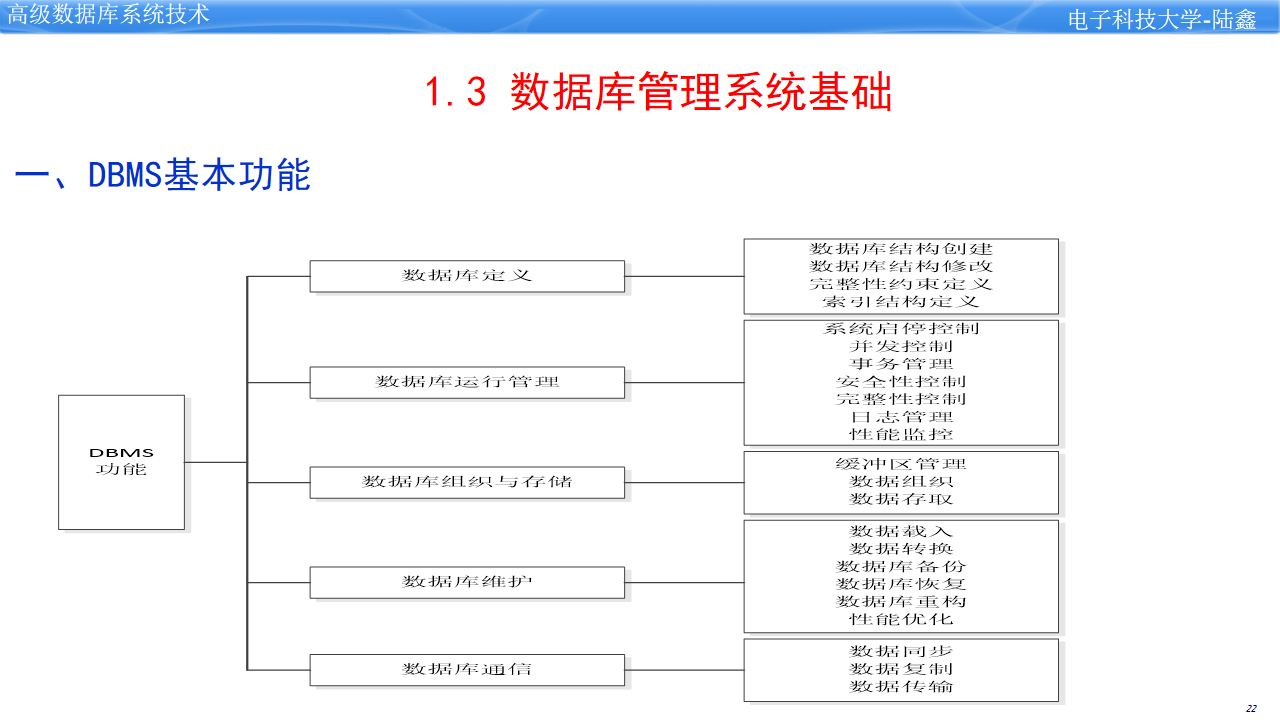 高级数据库系统技术
电子科技大学-陆鑫
1.3 数据库管理系统基础
一、DBMS基本功能
DBMS
功能
数据库定义
数据库结构创建
数据库结构修改
完整性约束定义
索引结构定义
数据库运行管理
系统启停控制
并发控制
事务管理
安全性控制
完整性控制
日志管理
性能监控
数据库组织与存储
缓冲区管理
数据组织
数据存取
数据库维护
数据载入
数据转换
数据库备份
数据库恢复
数据库重构
性能优化
数据库通信
数据同步
数据复制
数据传输
22